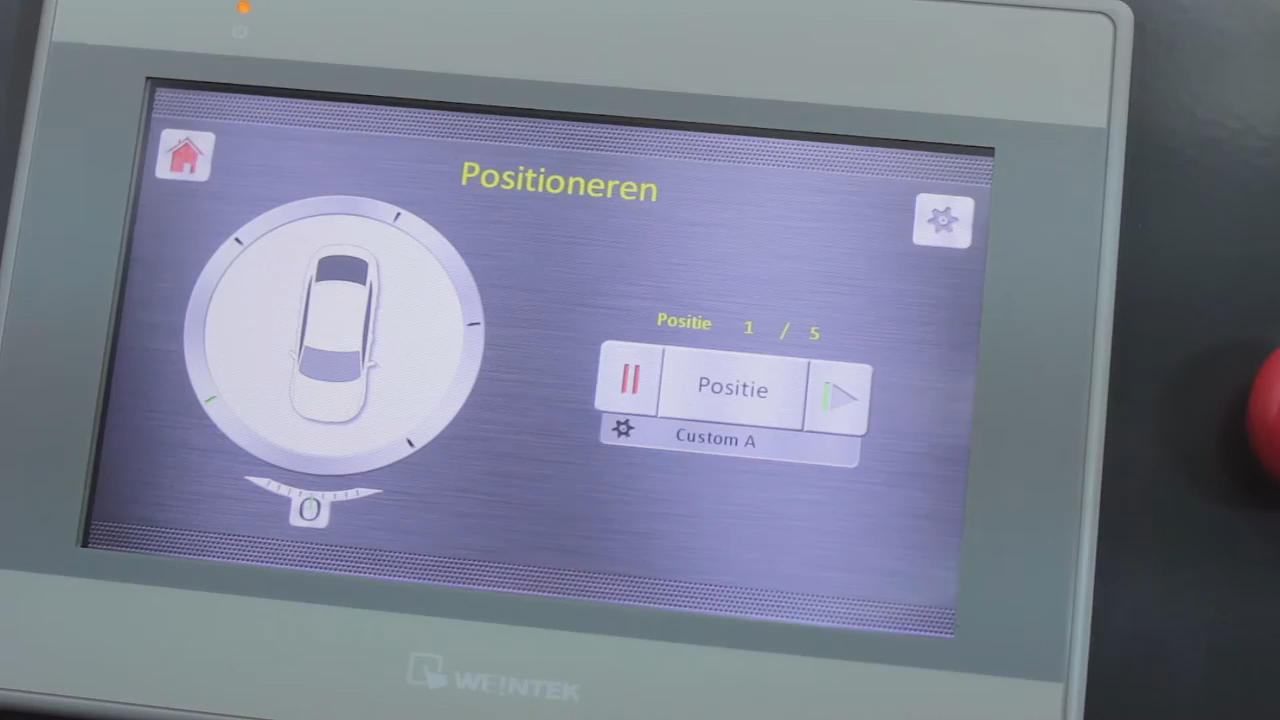 Positioneren
Positie 1 / 5
Positie
Custom A
0
WEINTEK